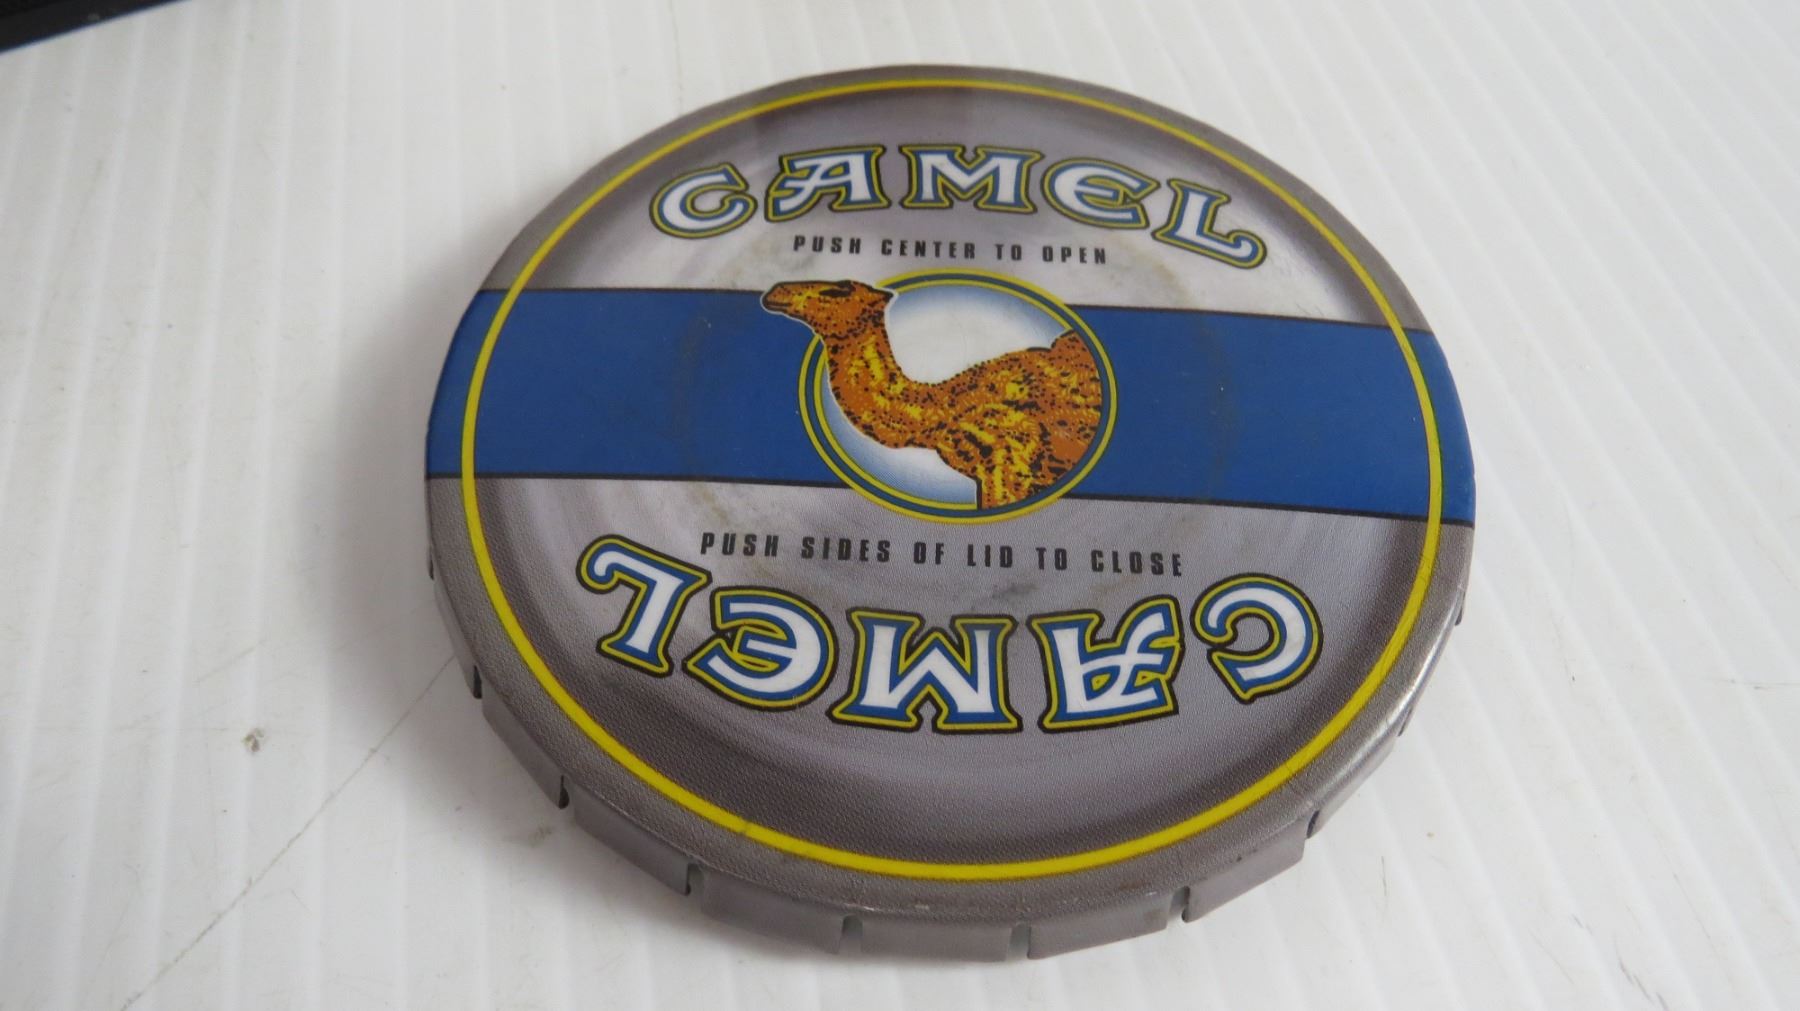 CAMEL
PUSH CENTER TO OPEN
PUSH SIDES OF LID TO CLOSE
CAMEL